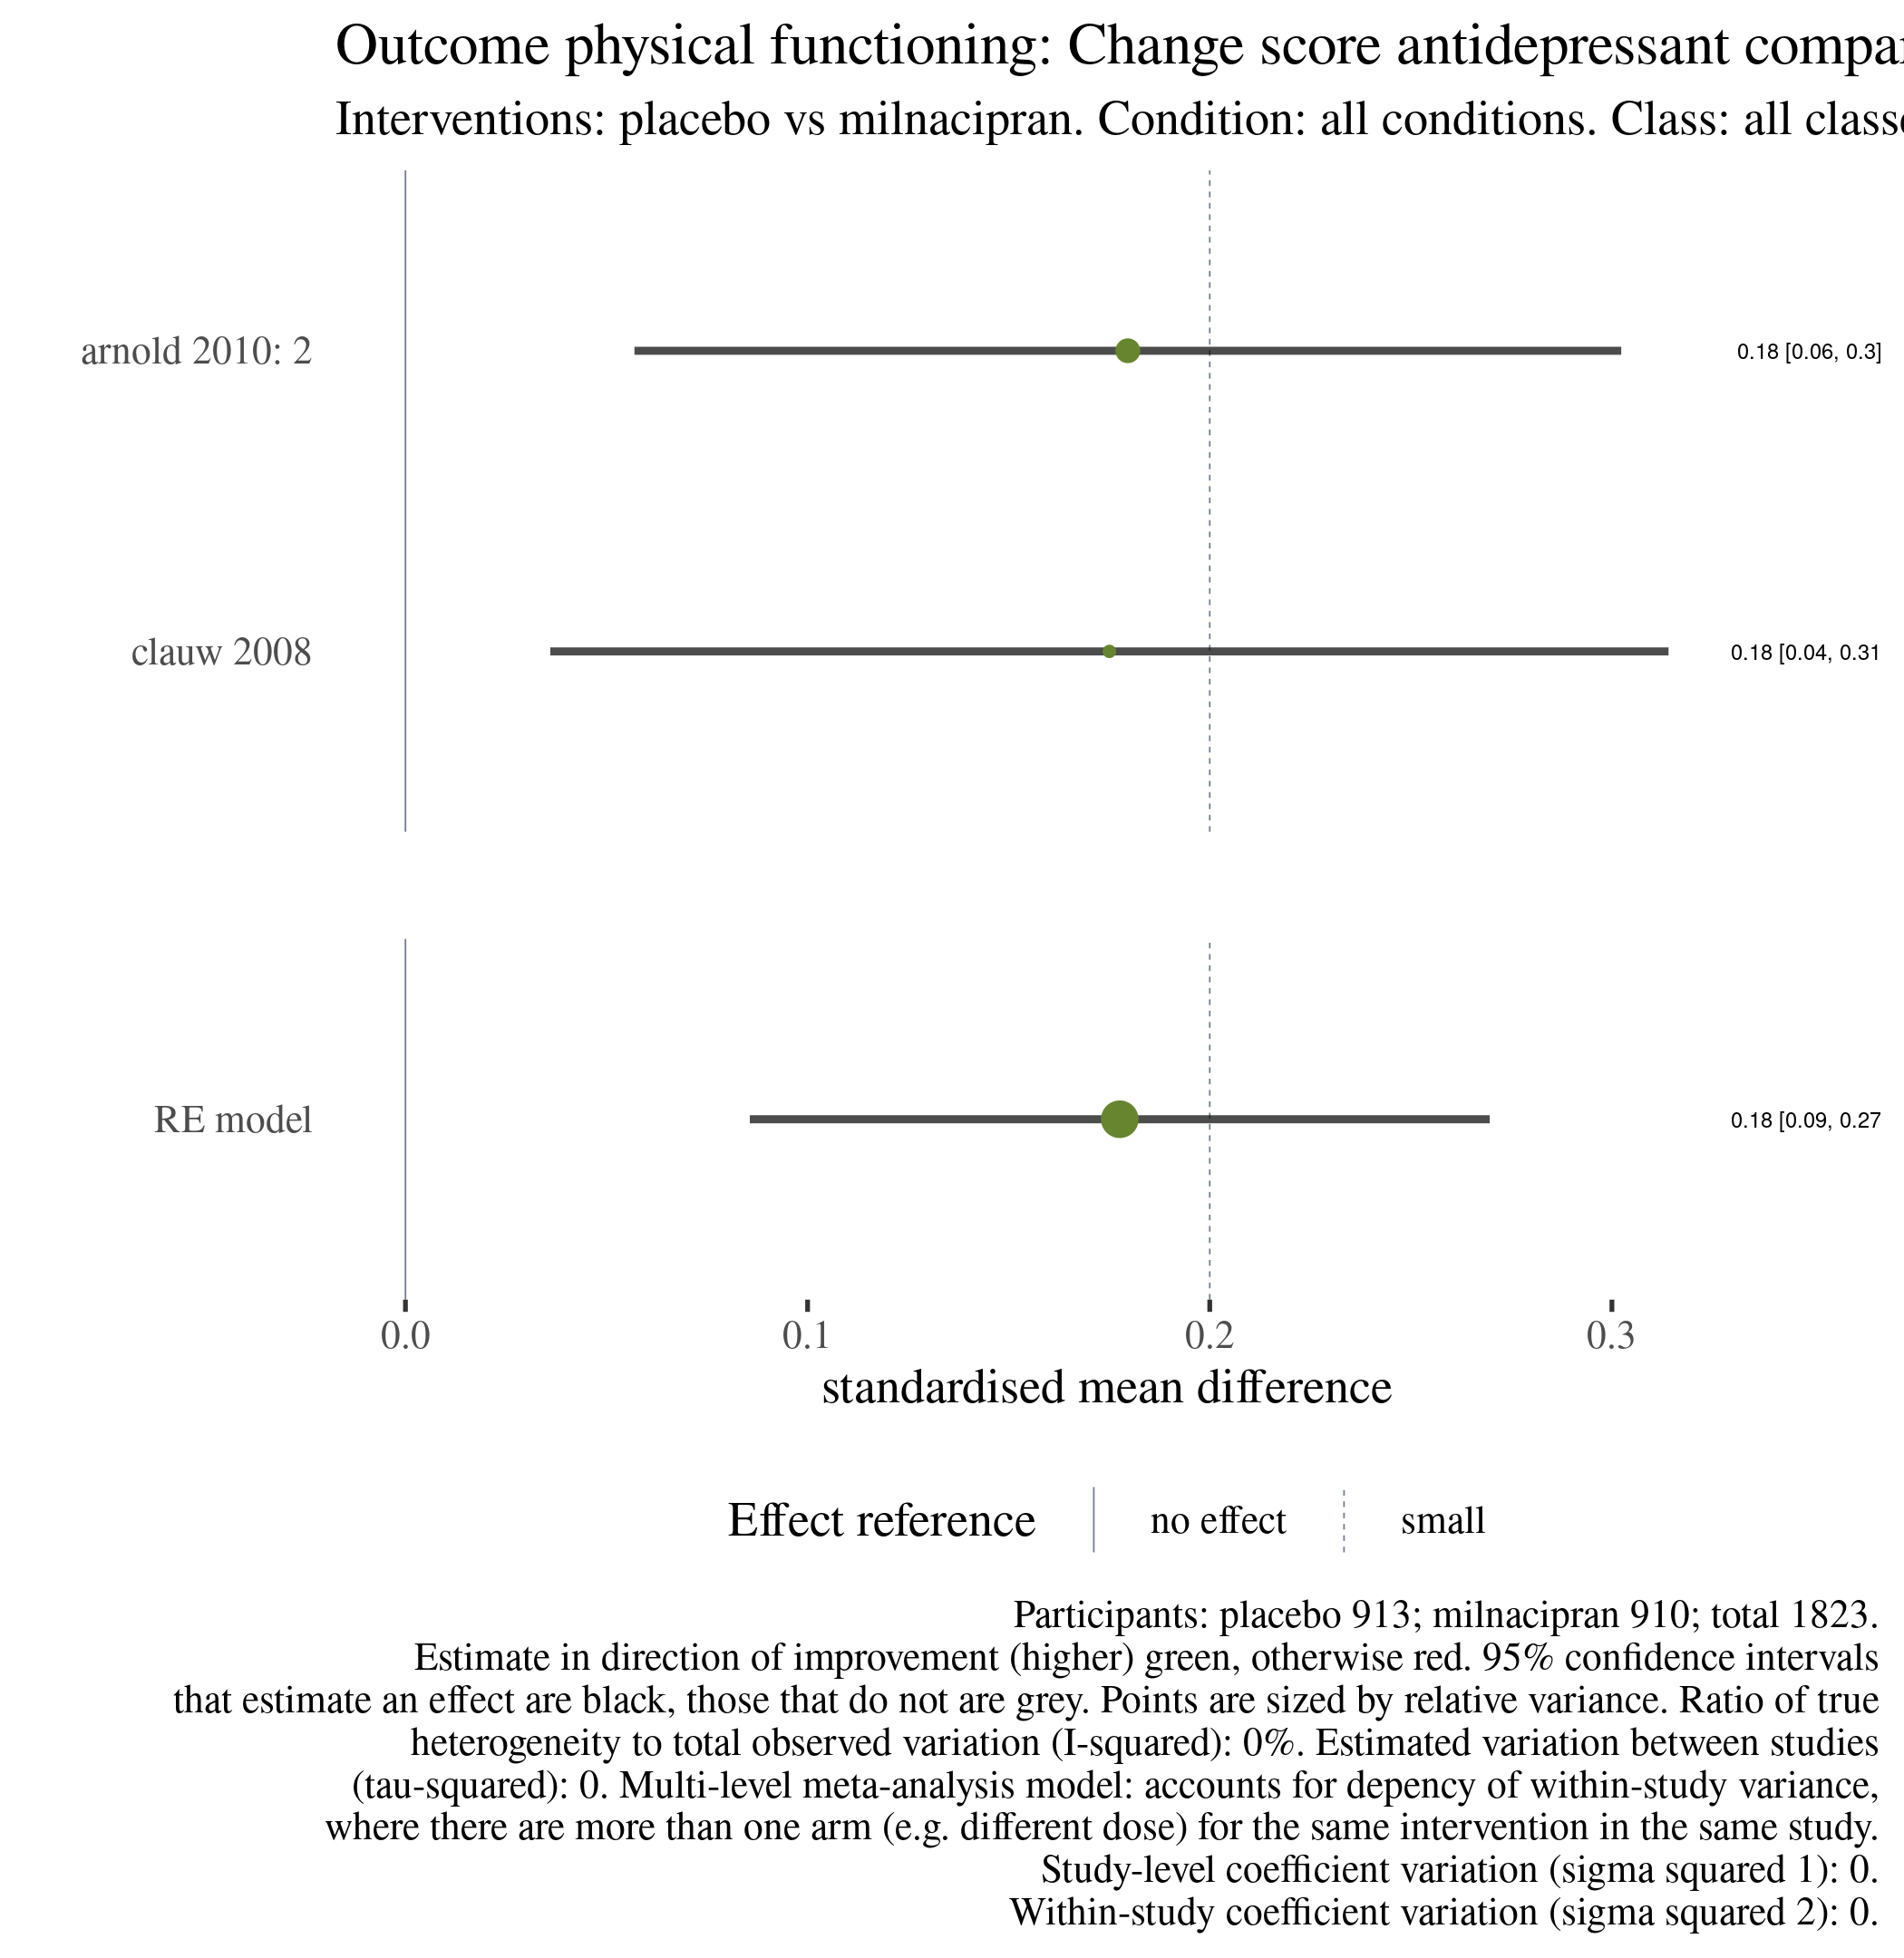 Outcome physical functioning: Change score antidepressant
Interventions: placebo vs milnacipran. Condition: all conditions. Class: all
arnold 2010: 2
0.18 [0.06, 0.3]
clauw 2008
0.18 [0.04, 0.31
RE model
0.18 [0.09, 0.27
0.0 0.1 0.2 0.3
standardised mean difference
Effect reference no effect small
Participants: placebo 913; milnacipran 910; total 1823.
Estimate in direction of improvement (higher) green, otherwise red. 95% confidence intervals
that estimate an effect are black, those that do not are grey. Points are sized by relative variance. Ratio of true
heterogeneity to total observed variation (I-squared): 0%. Estimated variation between studies
(tau-squared): 0. Multi-level meta-analysis model: accounts for depency of within-study variance,
where there are more than one arm (e.g. different dose) for the same intervention in the same study.
Study-level coefficient variation (sigma squared 1): 0.
Within-study coefficient variation (sigma squared 2): 0.